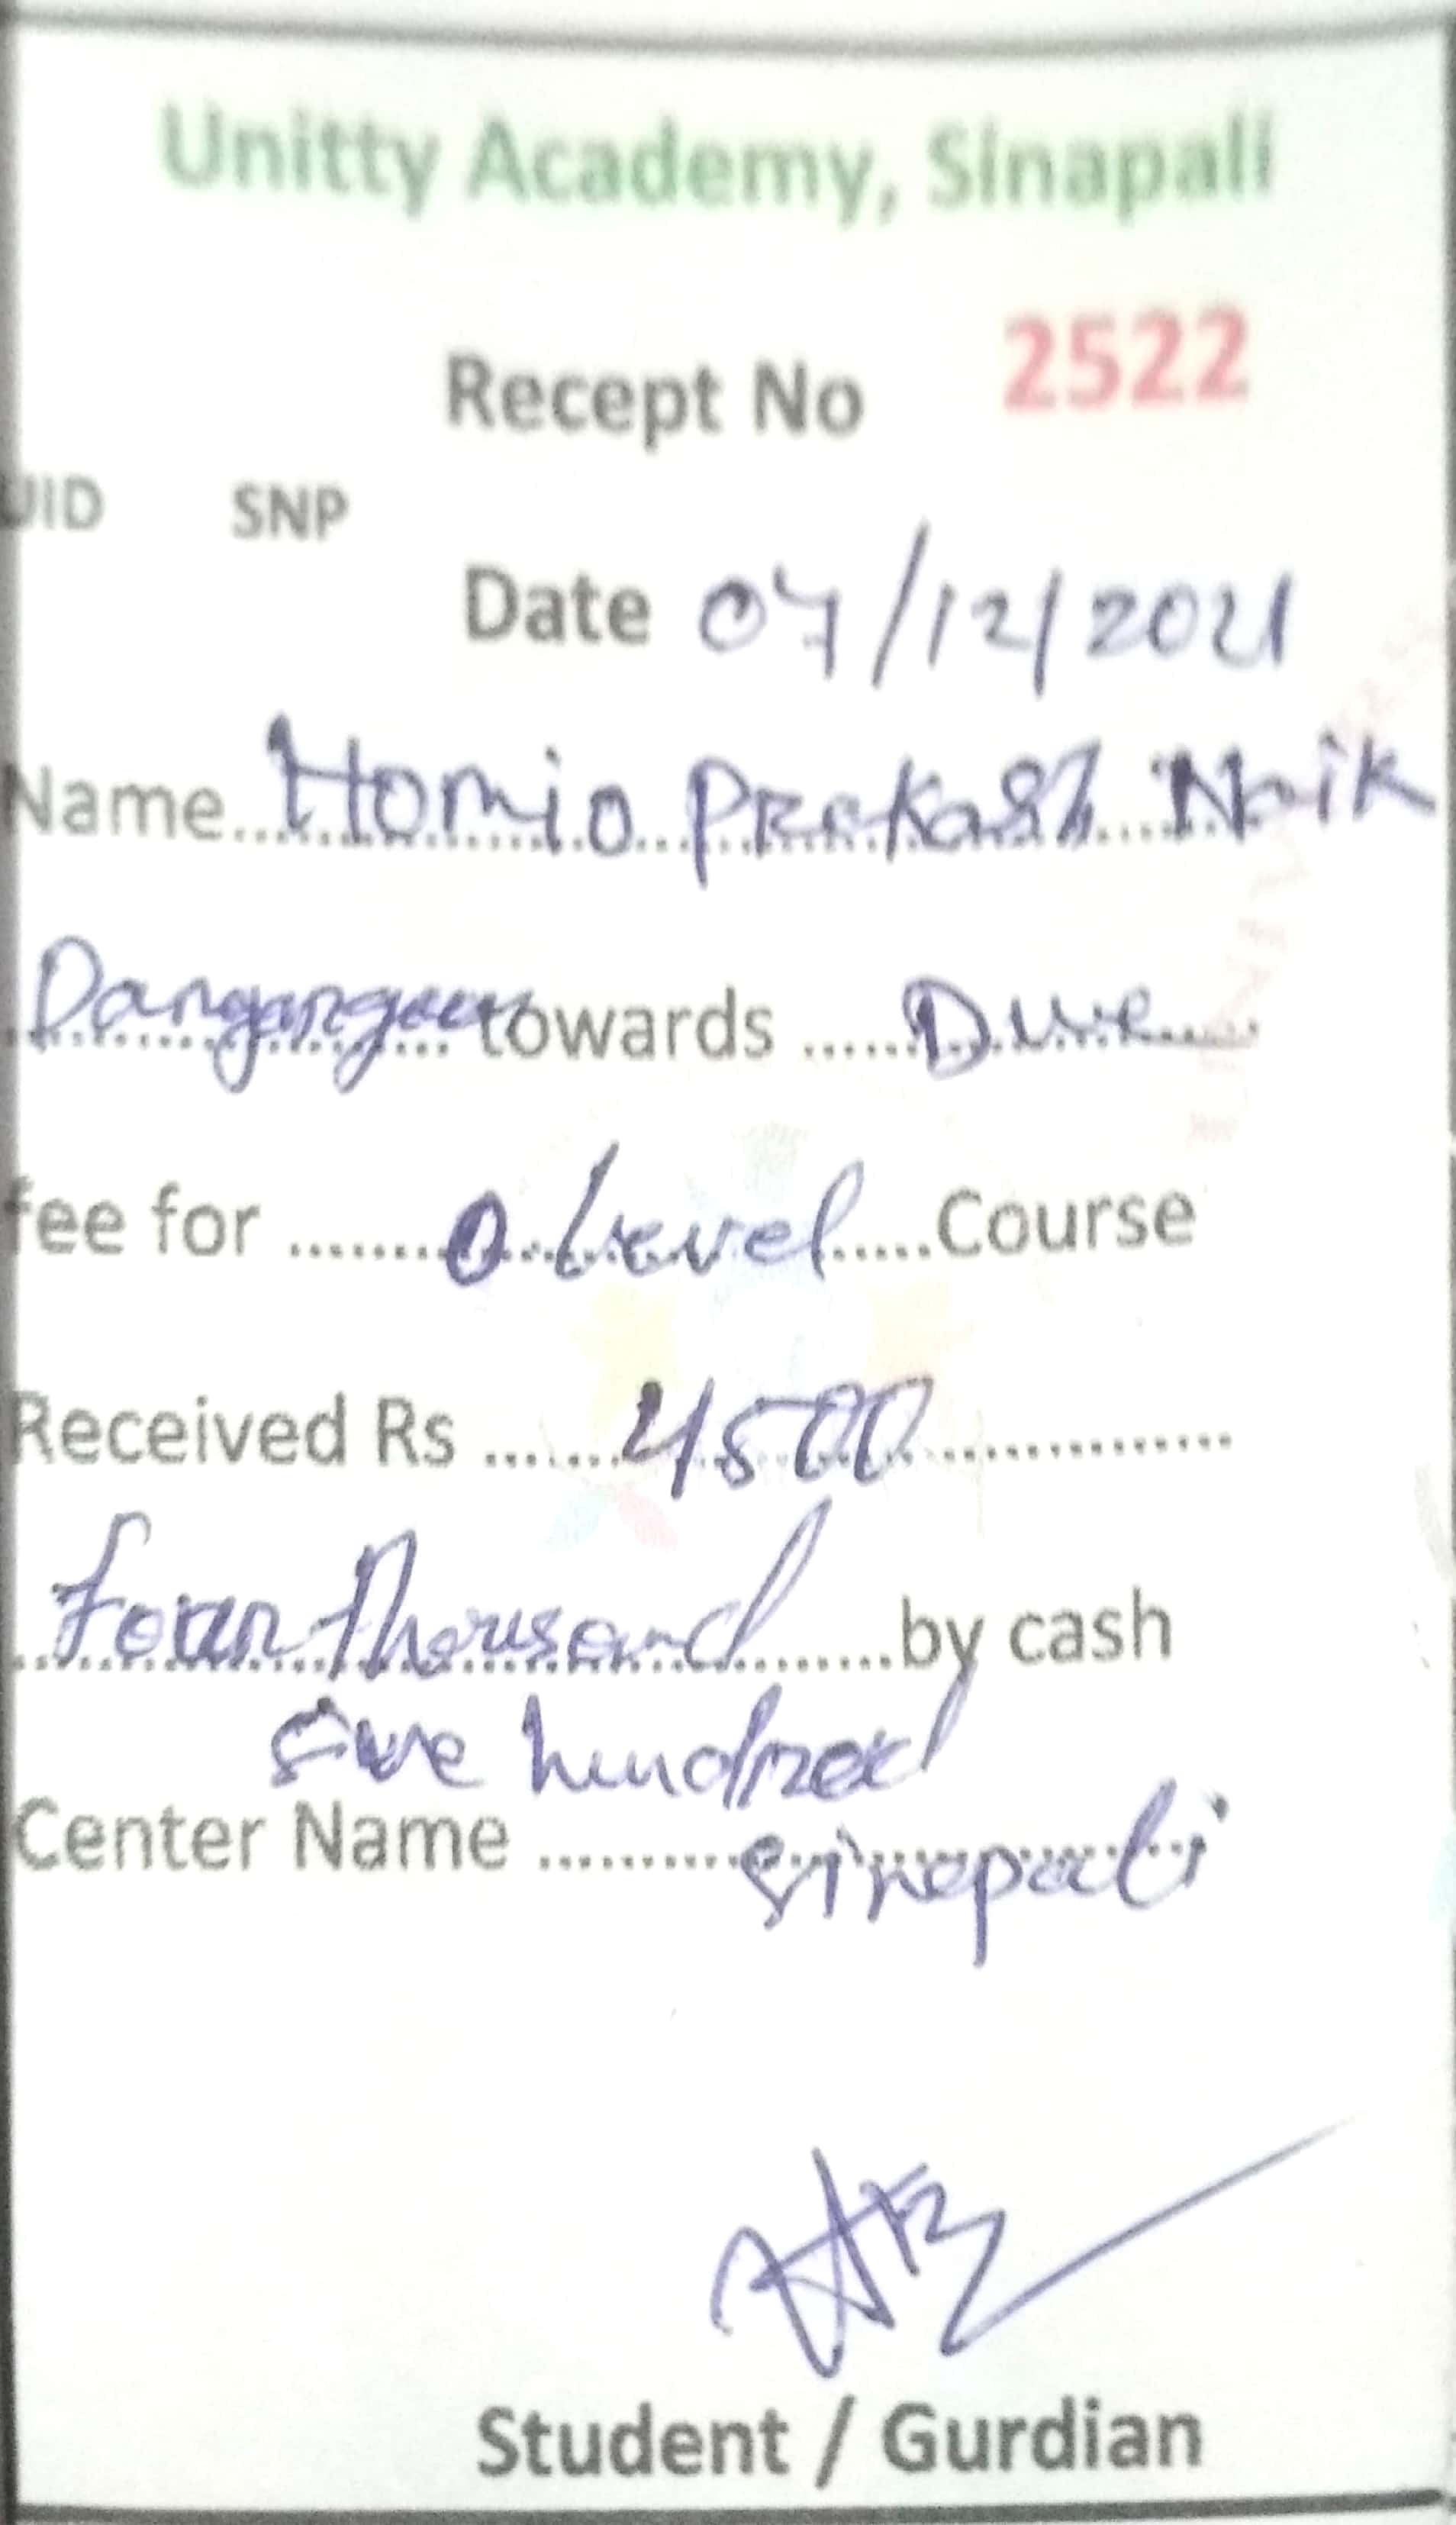 Unitty Academy, Sinapali
Recept No 2522
UID SNP
Date 07/12/2021
Name Homio Prakash Naik
towards Due
fee for O Level Course
Received Rs 4500
Four Thousand by cash
five hundred
Center Name Sinapali
Student / Gurdian